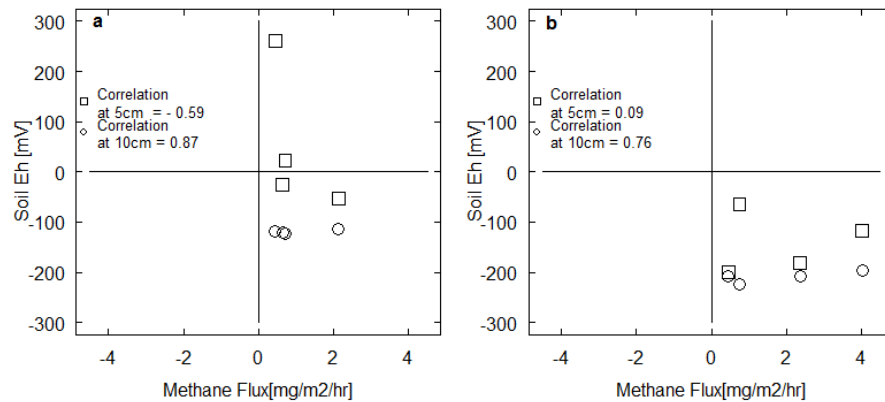 a
300
200
100
0
-100
-200
-300
Soil Eh [mV]
Correlation
at 5cm = - 0.59
Correlation
at 10cm = 0.87
-4 -2 0 2 4
Methane Flux[mg/m2/hr]
b
300
200
100
0
-100
-200
-300
Soil Eh [mV]
Correlation
at 5cm = 0.09
Correlation
at 10cm = 0.76
-4 -2 0 2 4
Methane Flux[mg/m2/hr]